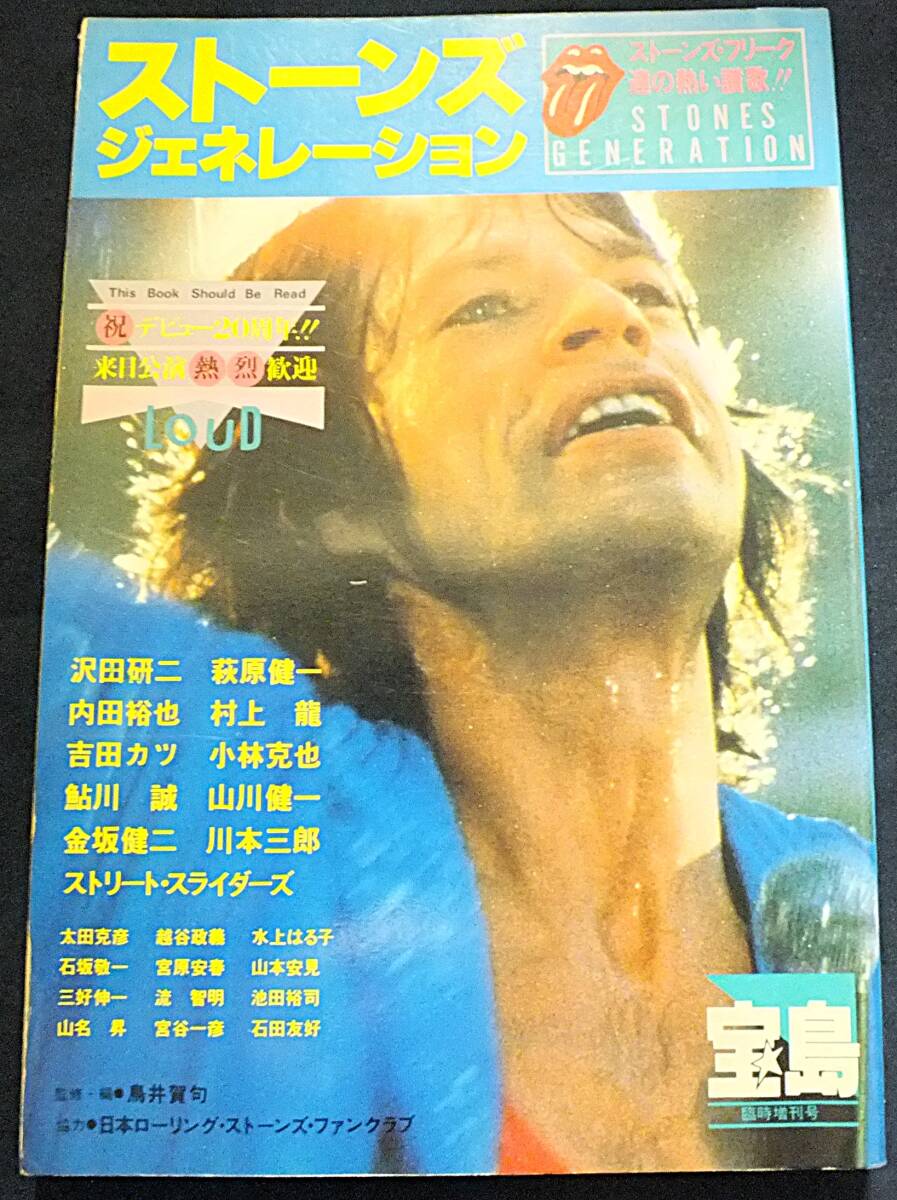 ストーンズ
ジェネレーション
ストーンズ・フリーク
達の熱い讃歌!!
STONES
GENERATION
This Book Should Be Read
祝デビュー20周年!!
来日公演熱烈歓迎
LOUD
沢田研二 萩原健一
内田裕也 村上 龍
吉田カツ 小林克也
鮎川 誠 山川健一
金坂健二 川本三郎
ストリート・スライダーズ
太田克彦 越谷政義 水上はる子
石坂敬一 宮原安春 山本安見
三好伸一 流 智明 池田裕司
山名 昇 宮谷一彦 石田友好
監修・編●鳥井賀句
協力●日本ローリング・ストーンズ・ファンクラブ
宝島
臨時増刊号